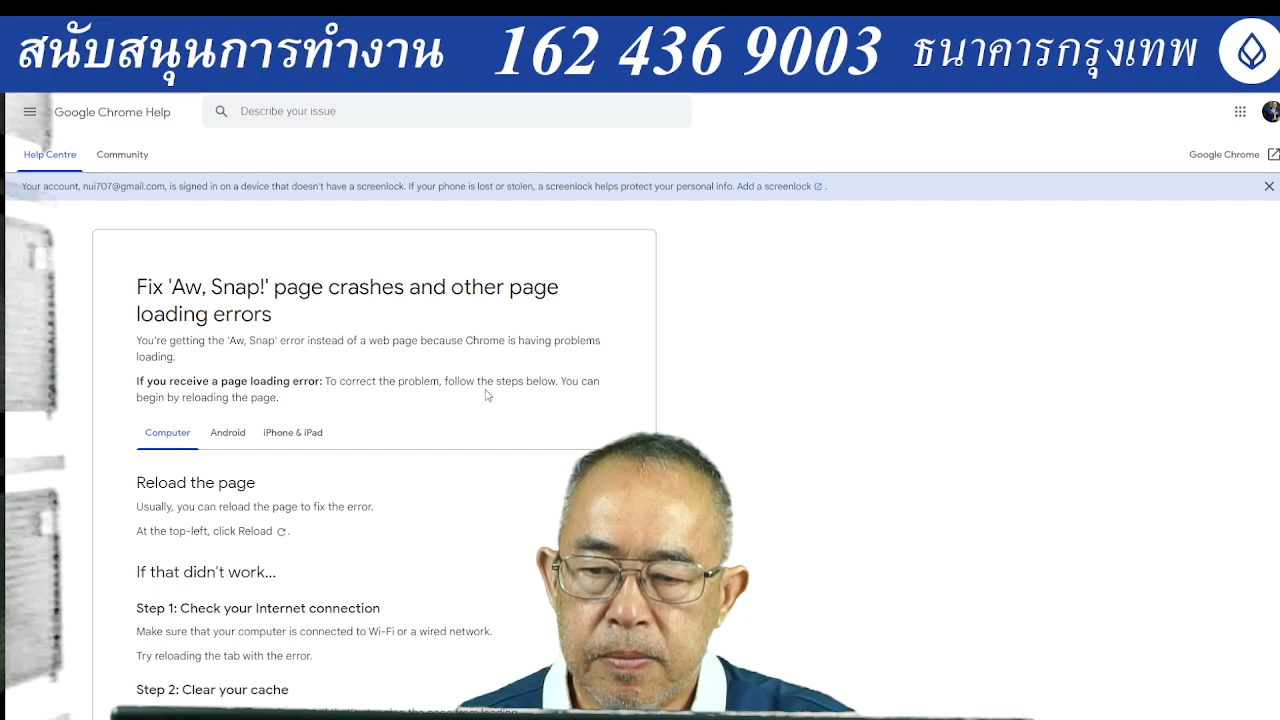 สนับสนุนการทำงาน 162 436 9003 ธนาคารกรุงเทพ
Google Chrome Help
Describe your issue
Help Centre Community
Google Chrome
Your account, nui707@gmail.com, is signed in on a device that doesn't have a screenlock. If your phone is lost or stolen, a screenlock helps protect your personal info. Add a screenlock .
Fix 'Aw, Snap!' page crashes and other page
loading errors
You're getting the 'Aw, Snap' error instead of a web page because Chrome is having problems
loading.
If you receive a page loading error: To correct the problem, follow the steps below. You can
begin by reloading the page.
Computer Android iPhone & iPad
Reload the page
Usually, you can reload the page to fix the error.
At the top-left, click Reload .
If that didn't work...
Step 1: Check your Internet connection
Make sure that your computer is connected to Wi-Fi or a wired network.
Try reloading the tab with the error.
Step 2: Clear your cache